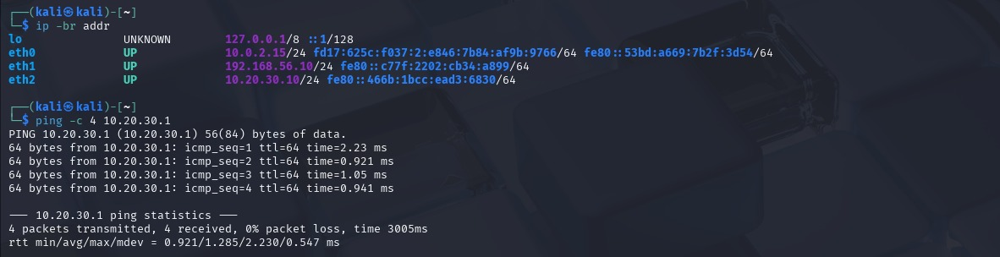 ┌──(kali㉿kali)-[~]
└─$ ip -br addr
lo UNKNOWN 127.0.0.1/8 ::1/128
eth0 UP 10.0.2.15/24 fd17:625c:f037:2:e846:7b84:af9b:9766/64 fe80::53bd:a669:7b2f:3d54/64
eth1 UP 192.168.56.10/24 fe80::c77f:2202:cb34:a899/64
eth2 UP 10.20.30.10/24 fe80::466b:1bcc:ead3:6830/64
┌──(kali㉿kali)-[~]
└─$ ping -c 4 10.20.30.1
PING 10.20.30.1 (10.20.30.1) 56(84) bytes of data.
64 bytes from 10.20.30.1: icmp_seq=1 ttl=64 time=2.23 ms
64 bytes from 10.20.30.1: icmp_seq=2 ttl=64 time=0.921 ms
64 bytes from 10.20.30.1: icmp_seq=3 ttl=64 time=1.05 ms
64 bytes from 10.20.30.1: icmp_seq=4 ttl=64 time=0.941 ms
--- 10.20.30.1 ping statistics ---
4 packets transmitted, 4 received, 0% packet loss, time 3005ms
rtt min/avg/max/mdev = 0.921/1.285/2.230/0.547 ms